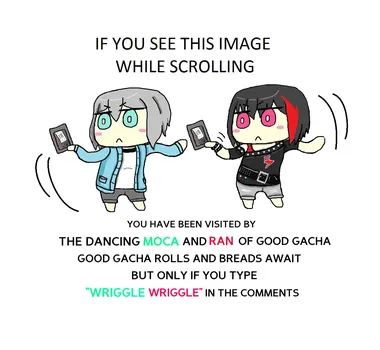 IF YOU SEE THIS IMAGE
WHILE SCROLLING
YOU HAVE BEEN VISITED BY
THE DANCING MOCA AND RAN OF GOOD GACHA
GOOD GACHA ROLLS AND BREADS AWAIT
BUT ONLY IF YOU TYPE
"WRIGGLE WRIGGLE" IN THE COMMENTS